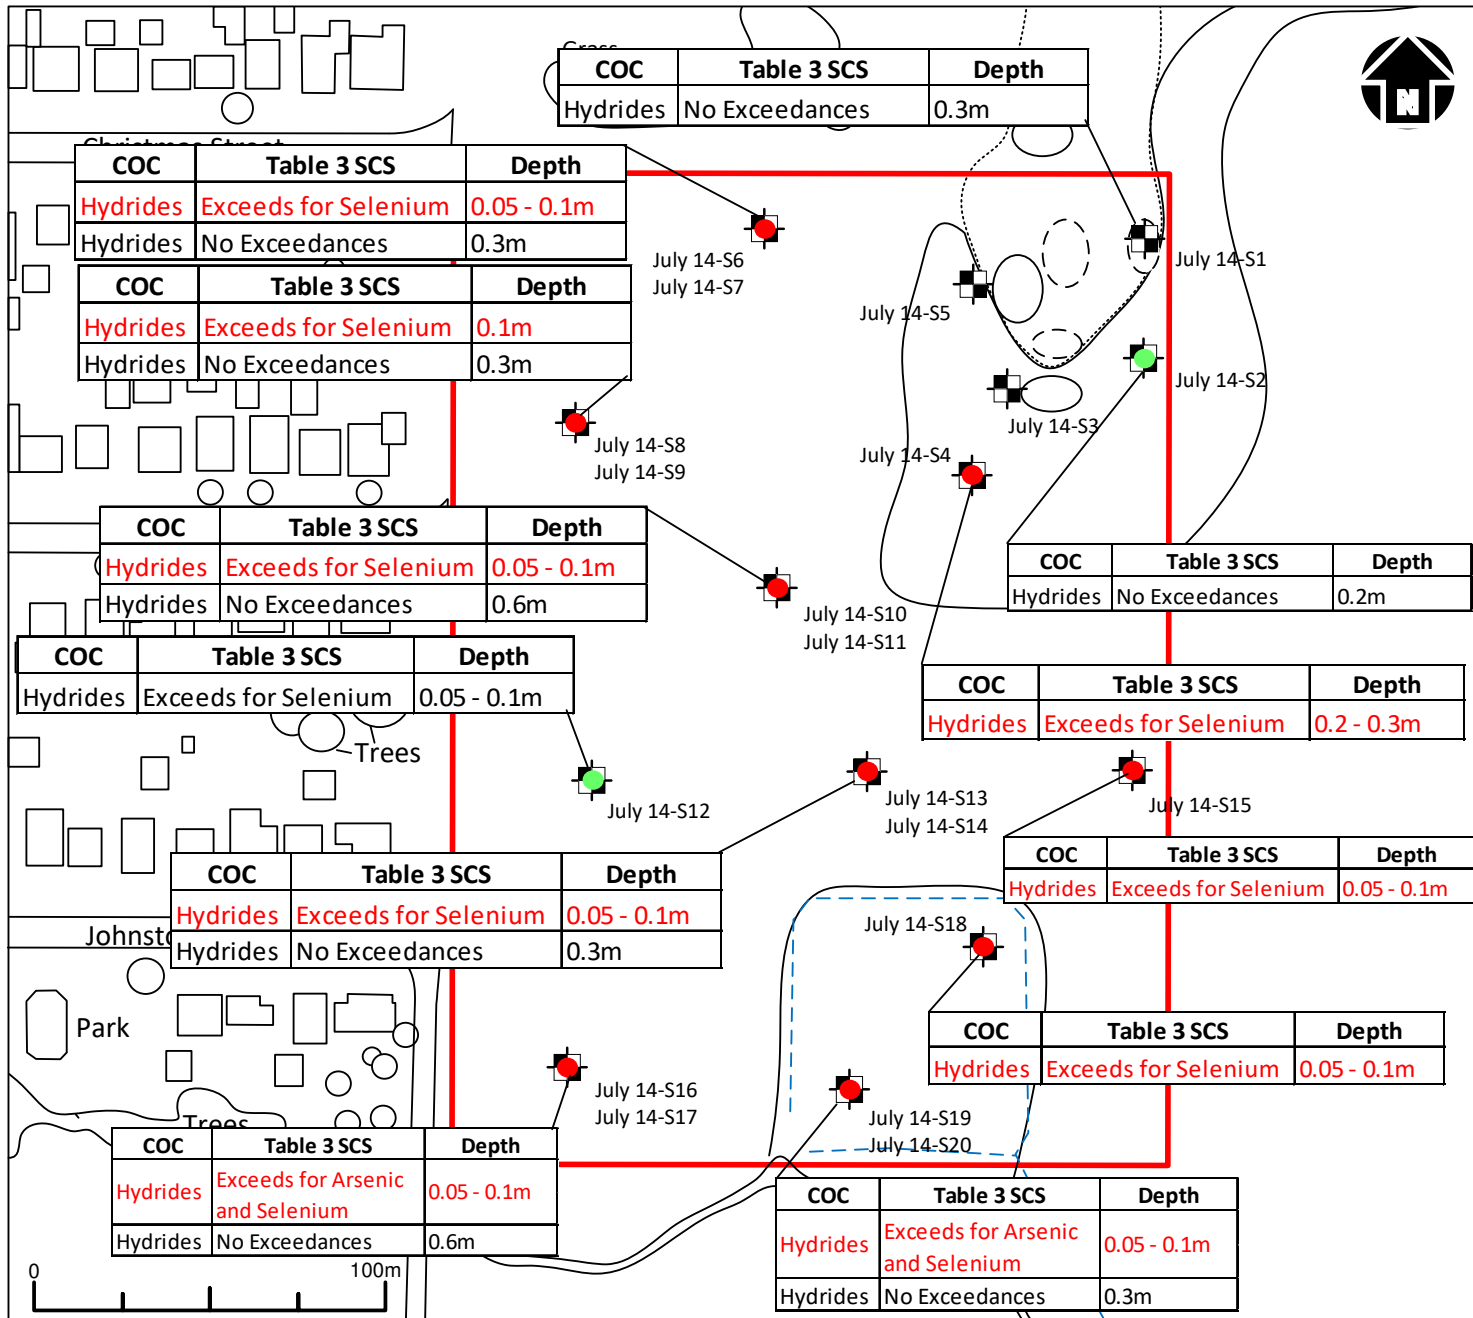 Grass
COC Table 3 SCS Depth
Hydrides No Exceedances 0.3m
N
Christmas Street
COC Table 3 SCS Depth
Hydrides Exceeds for Selenium 0.05 - 0.1m
Hydrides No Exceedances 0.3m
July 14-S6
July 14-S7
July 14-S1
COC Table 3 SCS Depth
Hydrides Exceeds for Selenium 0.1m
Hydrides No Exceedances 0.3m
July 14-S5
July 14-S2
July 14-S3
July 14-S8
July 14-S9
July 14-S4
COC Table 3 SCS Depth
Hydrides Exceeds for Selenium 0.05 - 0.1m
Hydrides No Exceedances 0.6m
COC Table 3 SCS Depth
Hydrides No Exceedances 0.2m
July 14-S10
July 14-S11
COC Table 3 SCS Depth
Hydrides Exceeds for Selenium 0.05 - 0.1m
COC Table 3 SCS Depth
Hydrides Exceeds for Selenium 0.2 - 0.3m
Trees
July 14-S12
July 14-S13
July 14-S14
July 14-S15
COC Table 3 SCS Depth
Hydrides Exceeds for Selenium 0.05 - 0.1m
COC Table 3 SCS Depth
Hydrides Exceeds for Selenium 0.05 - 0.1m
Hydrides No Exceedances 0.3m
Johnsto
July 14-S18
Park
COC Table 3 SCS Depth
Hydrides Exceeds for Selenium 0.05 - 0.1m
July 14-S16
July 14-S17
July 14-S19
July 14-S20
Trees
COC Table 3 SCS Depth
Hydrides Exceeds for Arsenic and Selenium 0.05 - 0.1m
Hydrides No Exceedances 0.6m
COC Table 3 SCS Depth
Hydrides Exceeds for Arsenic and Selenium 0.05 - 0.1m
Hydrides No Exceedances 0.3m
0 100m